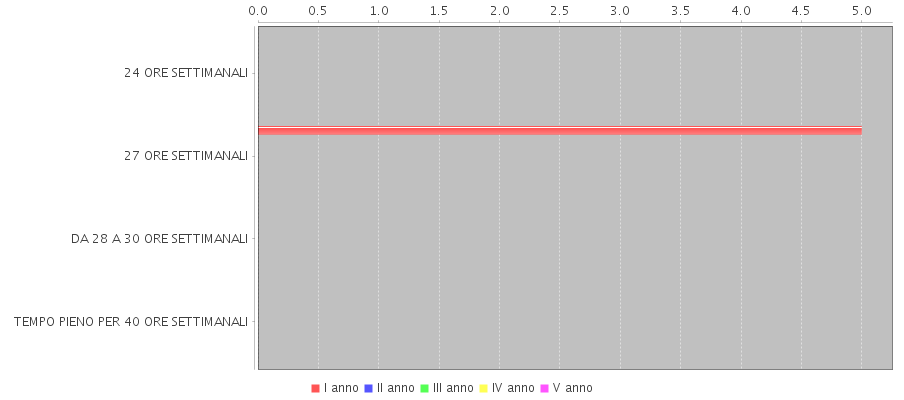 0.0 0.5 1.0 1.5 2.0 2.5 3.0 3.5 4.0 4.5 5.0
24 ORE SETTIMANALI
27 ORE SETTIMANALI
DA 28 A 30 ORE SETTIMANALI
TEMPO PIENO PER 40 ORE SETTIMANALI
I anno II anno III anno IV anno V anno